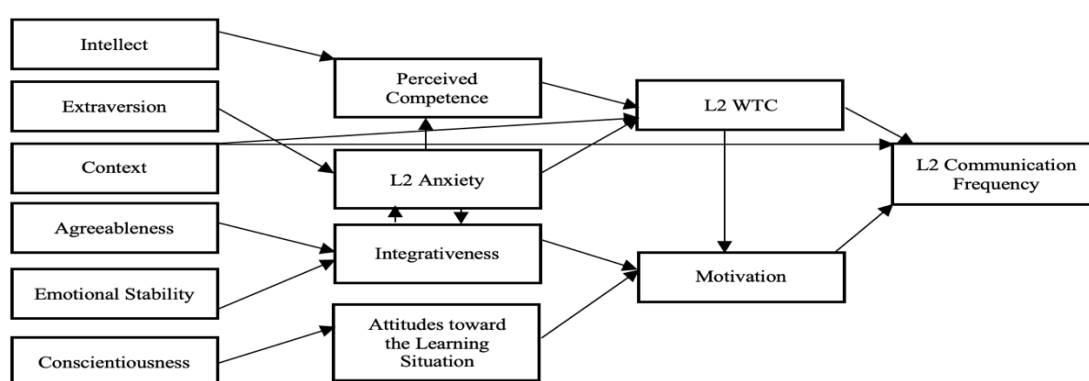 Intellect
Extraversion
Context
Agreeableness
Emotional Stability
Conscientiousness
Perceived
Competence
L2 Anxiety
Integrativeness
Attitudes toward
the Learning
Situation
L2 WTC
Motivation
L2 Communication
Frequency